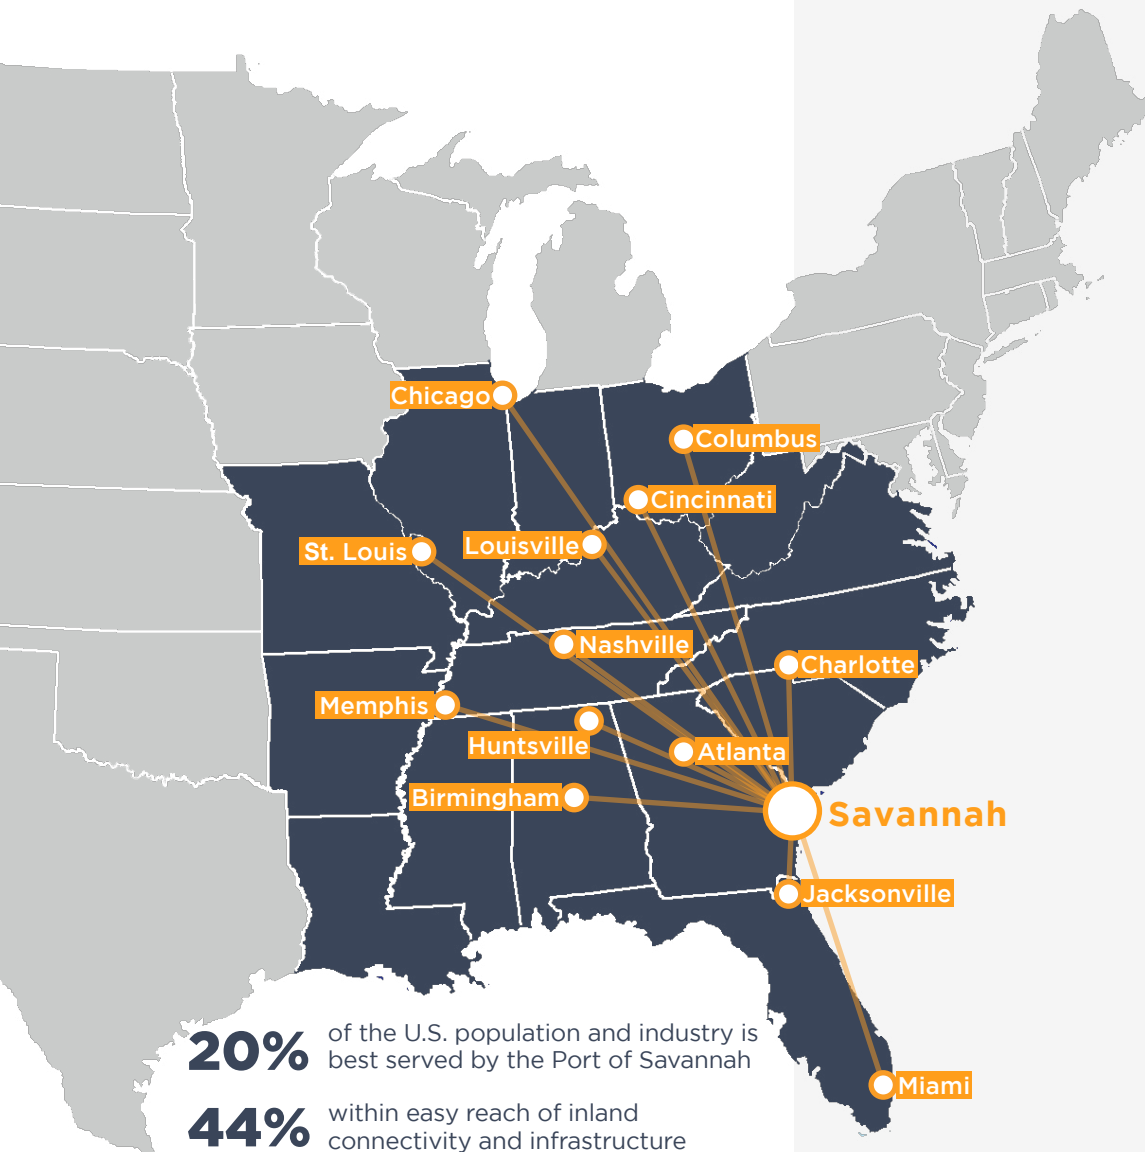 Chicago
Columbus
Cincinnati
Louisville
St. Louis
Nashville
Charlotte
Memphis
Huntsville
Atlanta
Birmingham
Savannah
Jacksonville
20%
of the U.S. population and industry is
best served by the Port of Savannah
Miami
44%
within easy reach of inland
connectivity and infrastructure